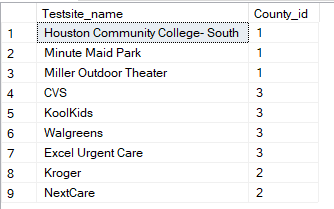 Testsite_name County_id
1 Houston Community College- South 1
2 Minute Maid Park 1
3 Miller Outdoor Theater 1
4 CVS 3
5 KoolKids 3
6 Walgreens 3
7 Excel Urgent Care 3
8 Kroger 2
9 NextCare 2